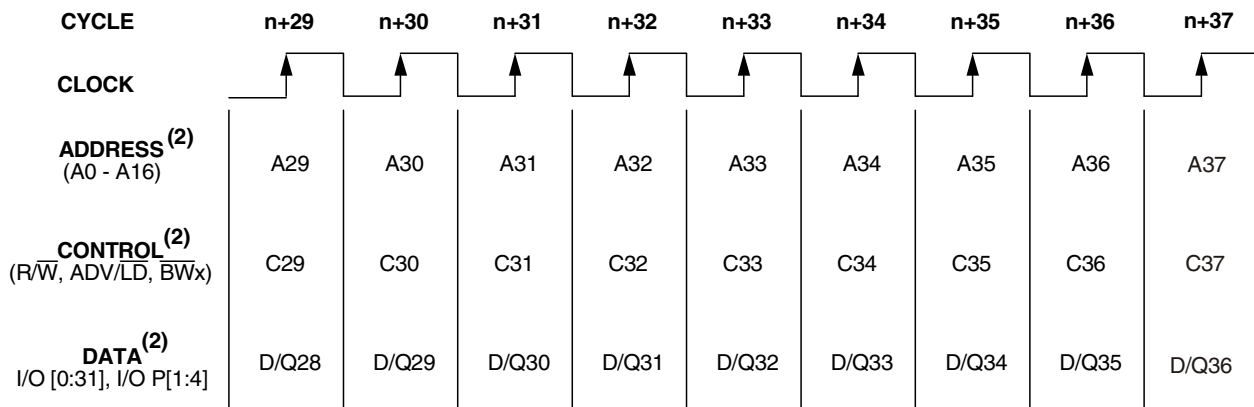 CYCLE n+29 n+30 n+31 n+32 n+33 n+34 n+35 n+36 n+37
CLOCK
ADDRESS(2)
(A0 - A16) A29 A30 A31 A32 A33 A34 A35 A36 A37
CONTROL(2)
(R/W̅, ADV/L̅D̅, B̅W̅x) C29 C30 C31 C32 C33 C34 C35 C36 C37
DATA(2)
I/O [0:31], I/O P[1:4] D/Q28 D/Q29 D/Q30 D/Q31 D/Q32 D/Q33 D/Q34 D/Q35 D/Q36